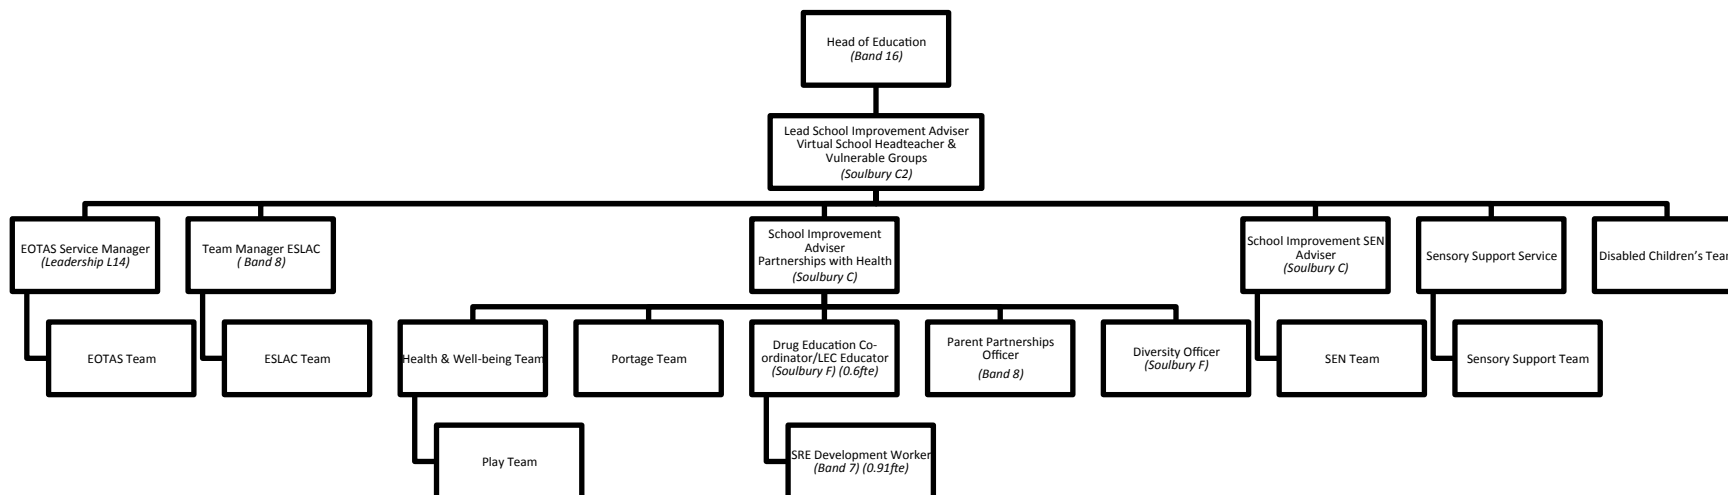 Head of Education
(Band 16)
Lead School Improvement Adviser
Virtual School Headteacher &
Vulnerable Groups
(Soulbury C2)
EOTAS Service Manager
(Leadership L14)
Team Manager ESLAC
( Band 8)
School Improvement
Adviser
Partnerships with Health
(Soulbury C)
School Improvement SEN
Adviser
(Soulbury C)
Sensory Support Service
Disabled Children's Team
EOTAS Team
ESLAC Team
Health & Well-being Team
Portage Team
Drug Education Co-
ordinator/LEC Educator
(Soulbury F) (0.6fte)
Parent Partnerships
Officer
(Band 8)
Diversity Officer
(Soulbury F)
SEN Team
Sensory Support Team
Play Team
SRE Development Worker
(Band 7) (0.91fte)